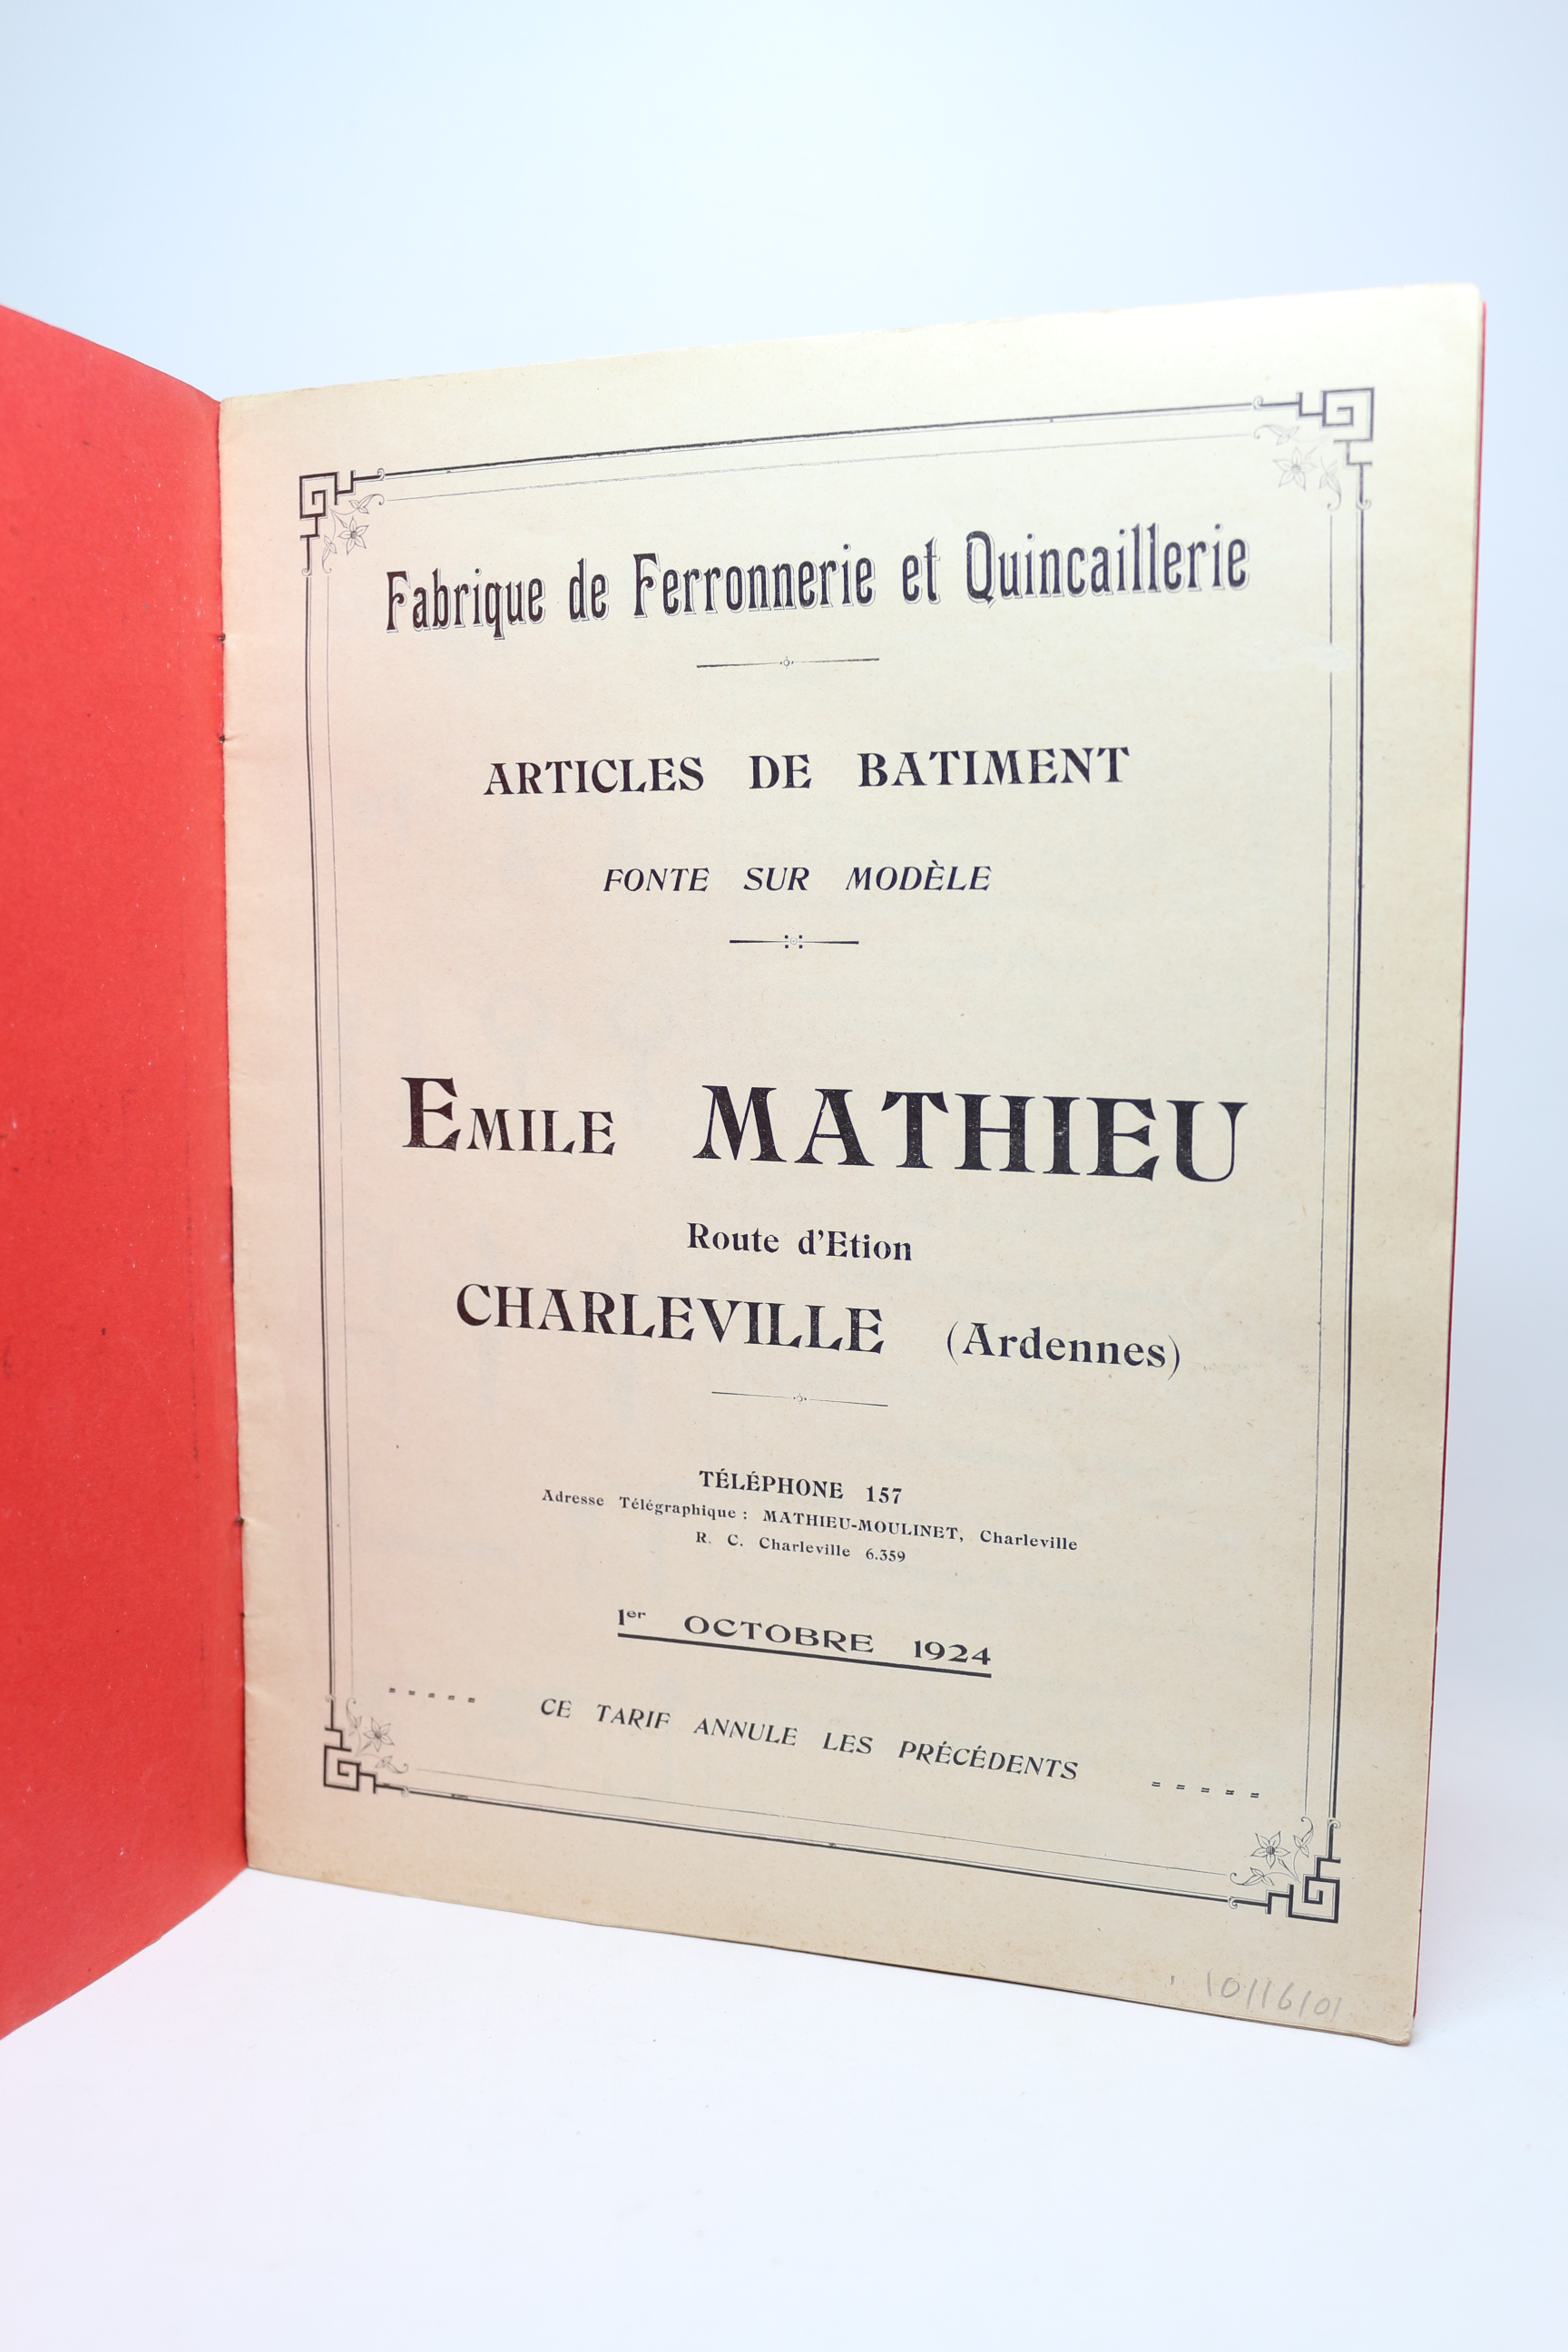 Fabrique de Ferronnerie et Quincaillerie
ARTICLES DE BATIMENT
FONTE SUR MODÈLE
EMILE MATHIEU
Route d'Etion
CHARLEVILLE (Ardennes)
TÉLÉPHONE 157
Adresse Télégraphique : MATHIEU-MOULINET, Charleville
R. C. Charleville 6.359
1er OCTOBRE 1924
CE TARIF ANNULE LES PRÉCÉDENTS